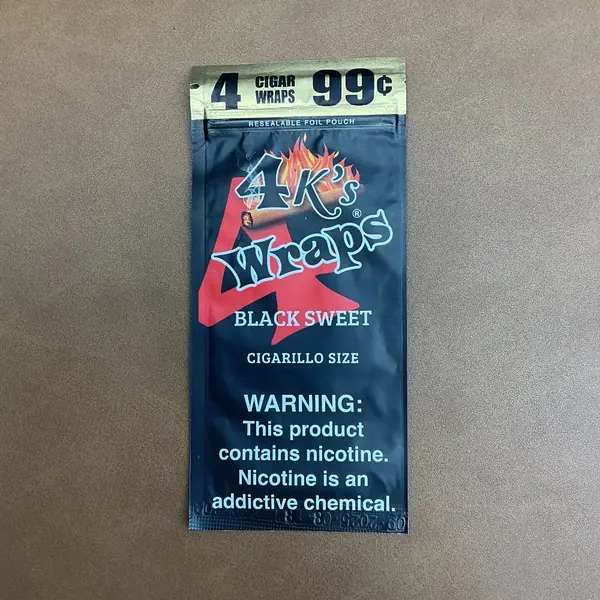 4 CIGAR WRAPS 99¢
RESEALABLE FOIL POUCH
4K's
Wraps®
BLACK SWEET
CIGARILLO SIZE
WARNING:
This product
contains nicotine.
Nicotine is an
addictive chemical.